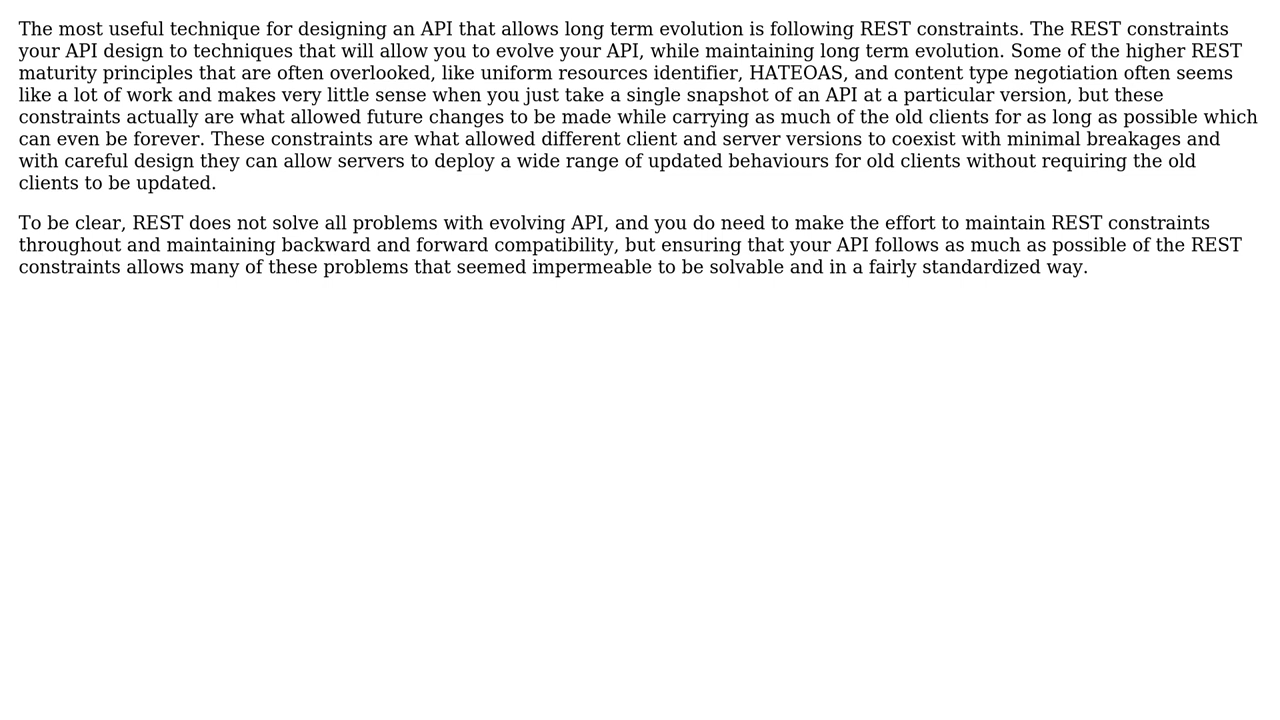 The most useful technique for designing an API that allows long term evolution is following REST constraints. The REST constraints
your API design to techniques that will allow you to evolve your API, while maintaining long term evolution. Some of the higher REST
maturity principles that are often overlooked, like uniform resources identifier, HATEOAS, and content type negotiation often seems
like a lot of work and makes very little sense when you just take a single snapshot of an API at a particular version, but these
constraints actually are what allowed future changes to be made while carrying as much of the old clients for as long as possible which
can even be forever. These constraints are what allowed different client and server versions to coexist with minimal breakages and
with careful design they can allow servers to deploy a wide range of updated behaviours for old clients without requiring the old
clients to be updated.
To be clear, REST does not solve all problems with evolving API, and you do need to make the effort to maintain REST constraints
throughout and maintaining backward and forward compatibility, but ensuring that your API follows as much as possible of the REST
constraints allows many of these problems that seemed impermeable to be solvable and in a fairly standardized way.